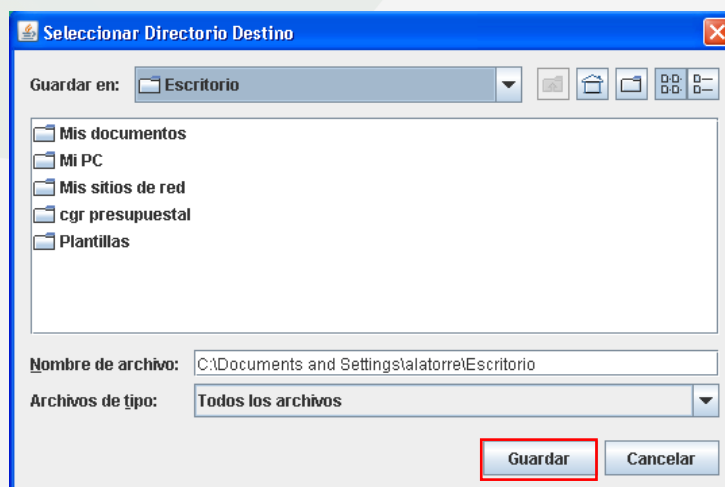 Seleccionar Directorio Destino
Guardar en: Escritorio
Mis documentos
Mi PC
Mis sitios de red
cgr presupuestal
Plantillas
Nombre de archivo: C:\Documents and Settings\alatorre\Escritorio
Archivos de tipo: Todos los archivos
Guardar Cancelar